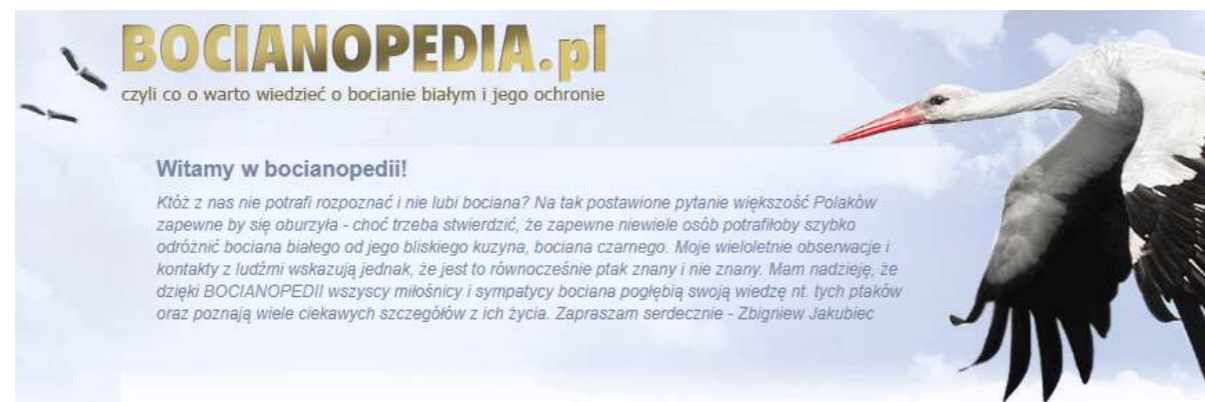 BOCIANOPEDIA.pl
czyli co o warto wiedzieć o bocianie białym i jego ochronie
Witamy w bocianopedii!
Któż z nas nie potrafi rozpoznać i nie lubi bociana? Na tak postawione pytanie większość Polaków
zapewne by się oburzyła - choć trzeba stwierdzić, że zapewne niewiele osób potrafiłoby szybko
odróżnić bociana białego od jego bliskiego kuzyna, bociana czarnego. Moje wieloletnie obserwacje i
kontakty z ludźmi wskazują jednak, że jest to równocześnie ptak znany i nie znany. Mam nadzieję, że
dzięki BOCIANOPEDII wszyscy miłośnicy i sympatycy bociana pogłębią swoją wiedzę nt. tych ptaków
oraz poznają wiele ciekawych szczegółów z ich życia. Zapraszam serdecznie - Zbigniew Jakubiec